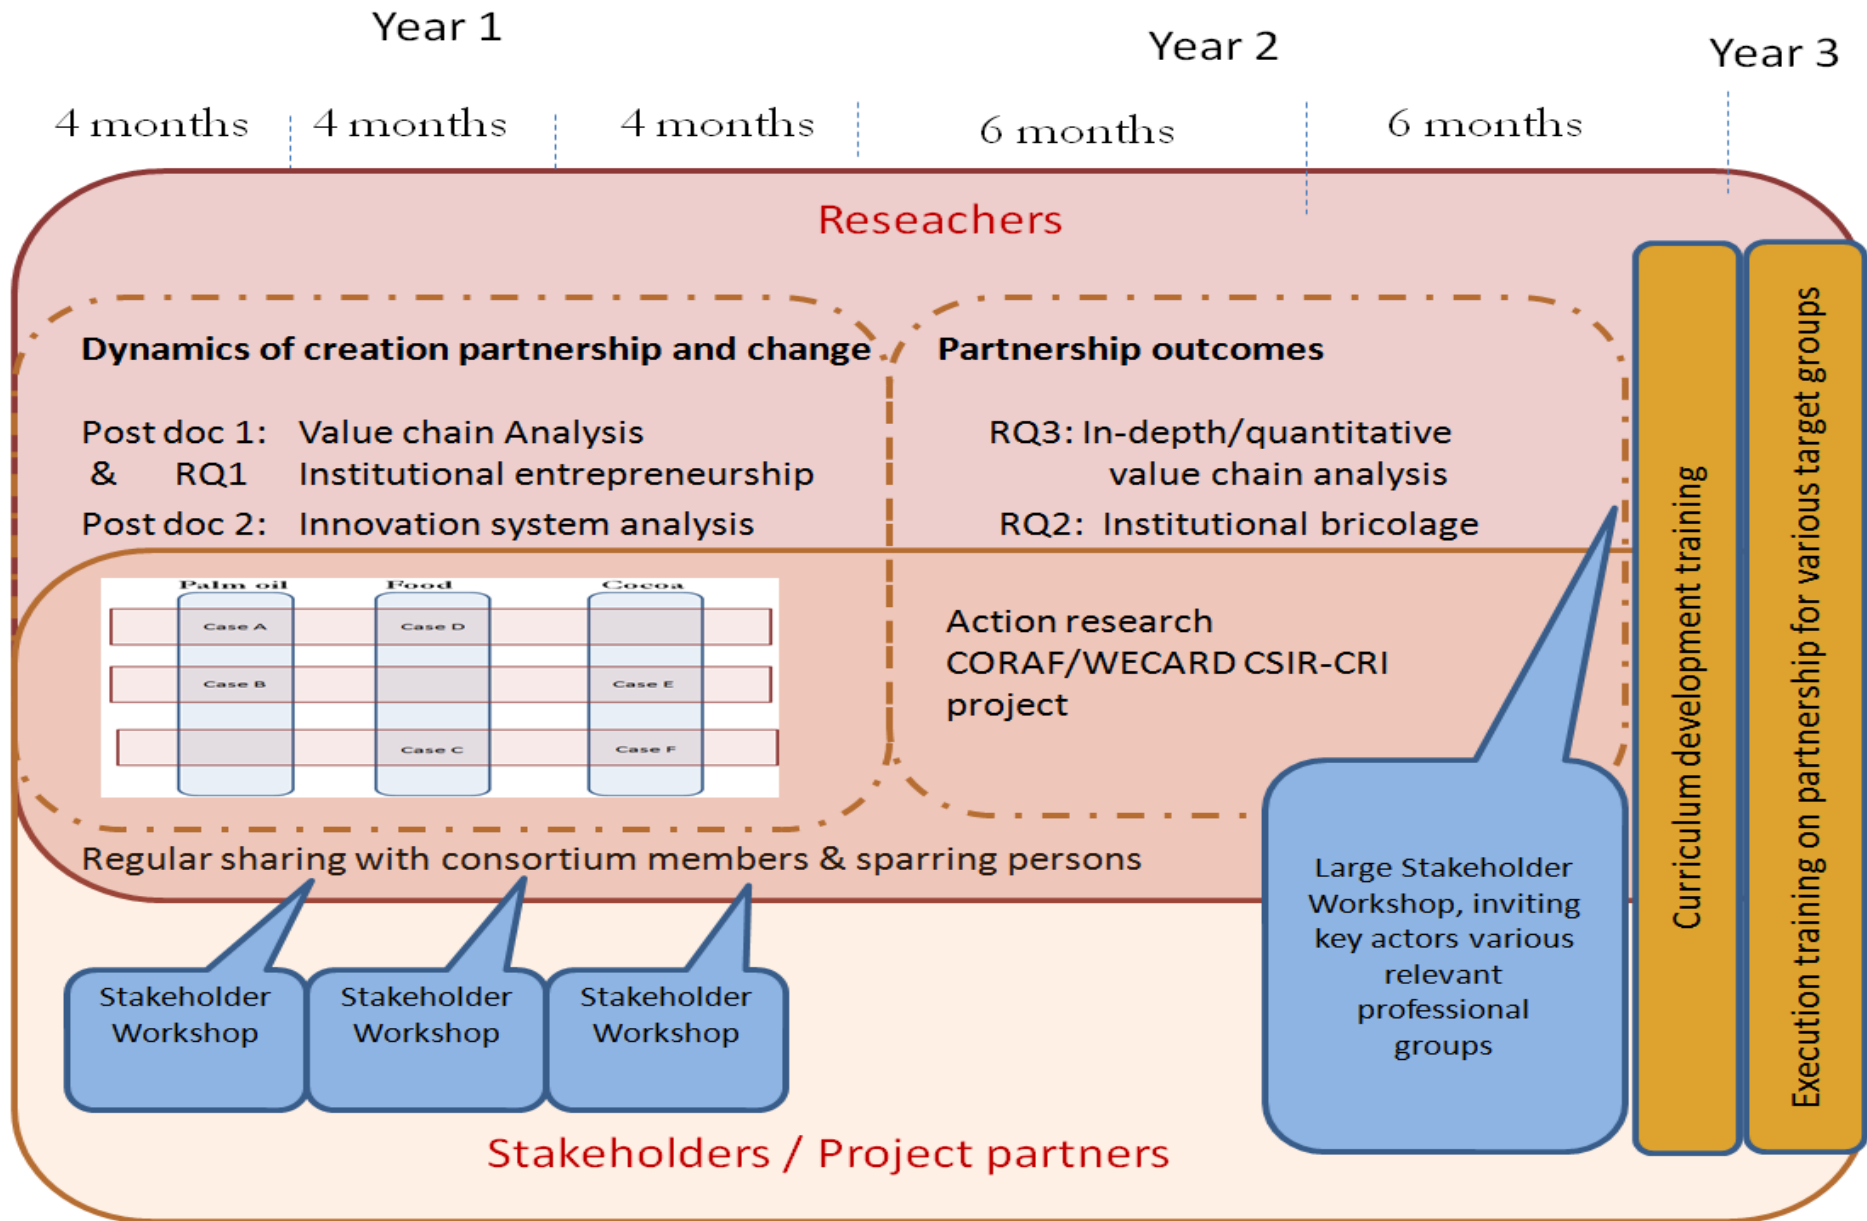 Year 1
Year 2
Year 3
4 months
4 months
4 months
6 months
6 months
Reseachers
Dynamics of creation partnership and change
Post doc 1: Value chain Analysis
& RQ1 Institutional entrepreneurship
Post doc 2: Innovation system analysis
Palm oil
Food
Cocoa
Case A
Case D
Case B
Case E
Case C
Case F
Partnership outcomes
RQ3: In-depth/quantitative
value chain analysis
RQ2: Institutional bricolage
Action research
CORAF/WECARD CSIR-CRI
project
Regular sharing with consortium members & sparring persons
Stakeholder
Workshop
Stakeholder
Workshop
Stakeholder
Workshop
Large Stakeholder
Workshop, inviting
key actors various
relevant
professional
groups
Curriculum development training
Execution training on partnership for various target groups
Stakeholders / Project partners